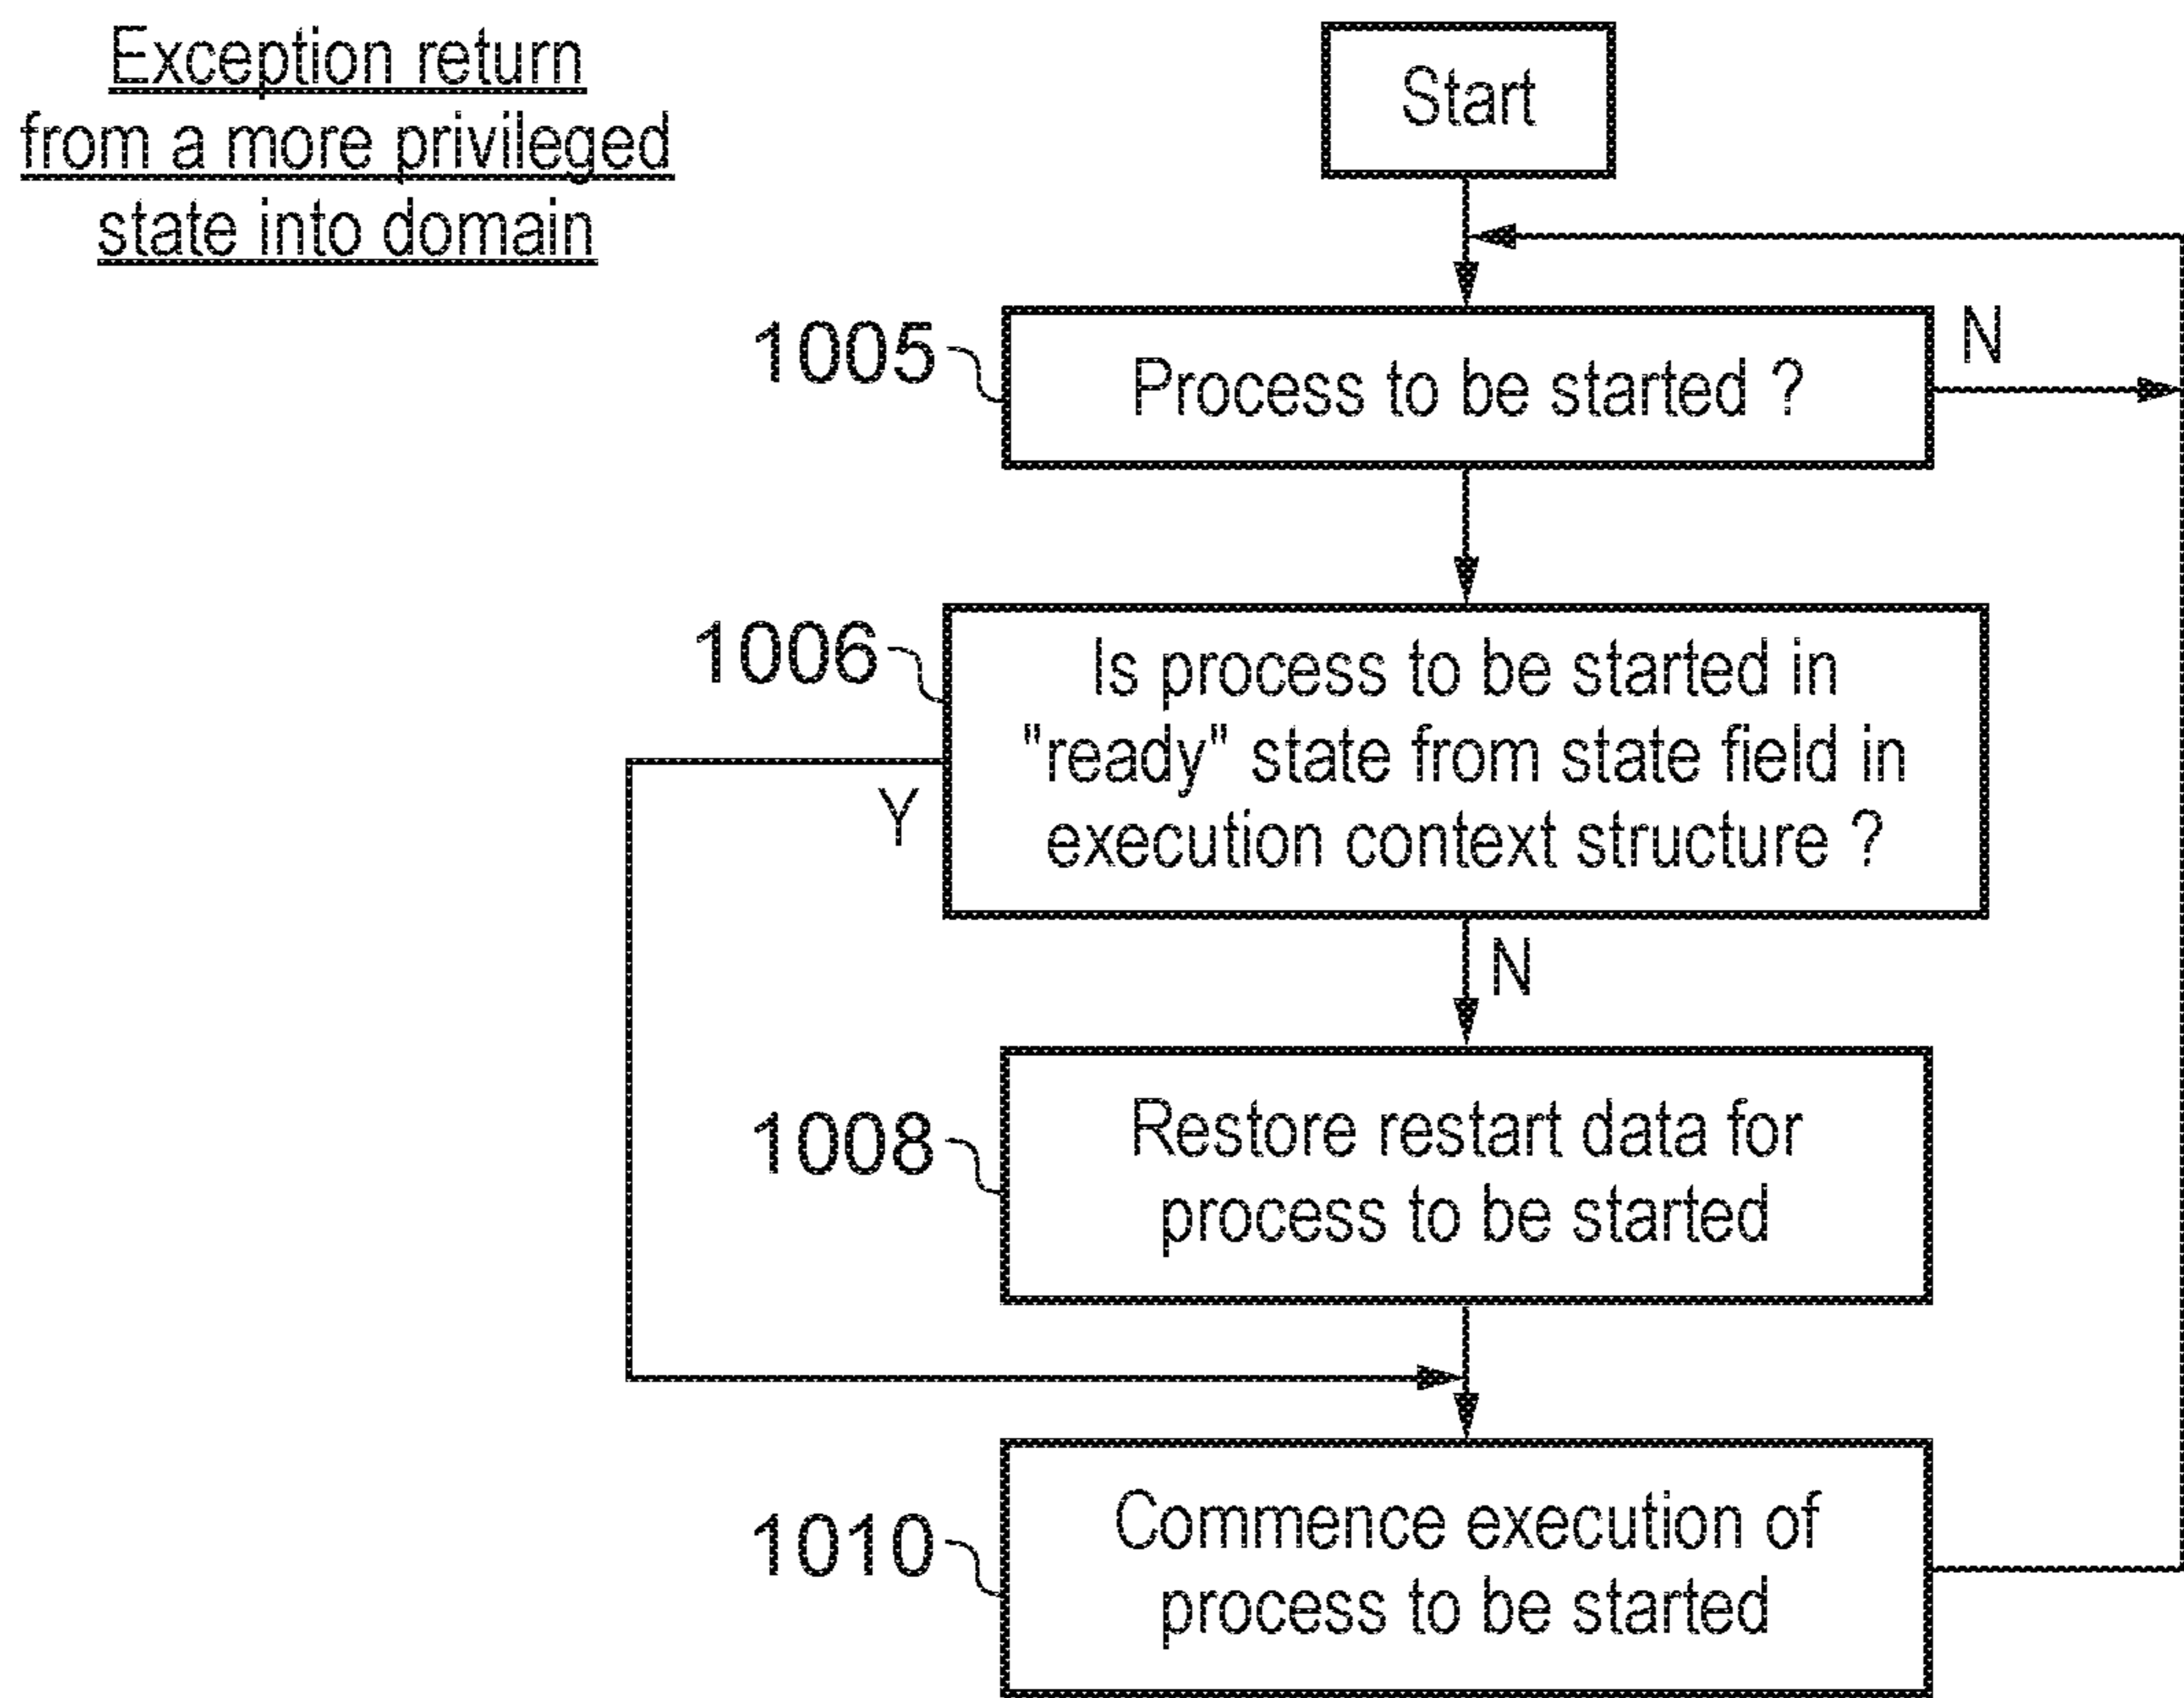 Exception return
from a more privileged
state into domain
Start
1005
Process to be started ?
N
1006
Is process to be started in
"ready" state from state field in
execution context structure ?
Y
N
1008
Restore restart data for
process to be started
1010
Commence execution of
process to be started